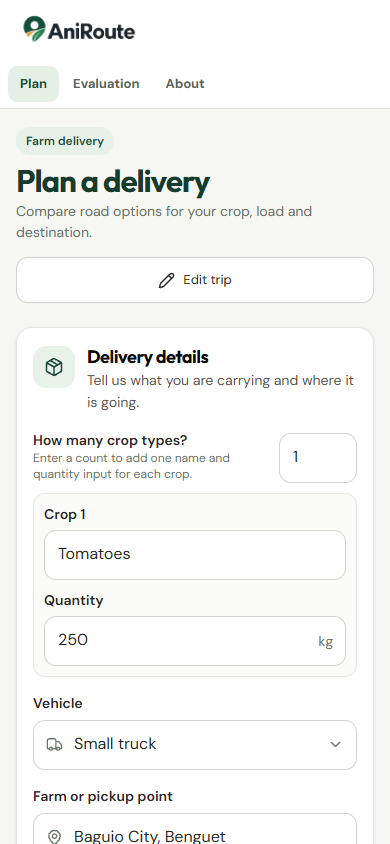 AniRoute
Plan Evaluation About
Farm delivery
Plan a delivery
Compare road options for your crop, load and
destination.
Edit trip
Delivery details
Tell us what you are carrying and where it
is going.
How many crop types?
Enter a count to add one name and
quantity input for each crop.
1
Crop 1
Tomatoes
Quantity
250 kg
Vehicle
Small truck
Farm or pickup point
Baguio City, Benguet